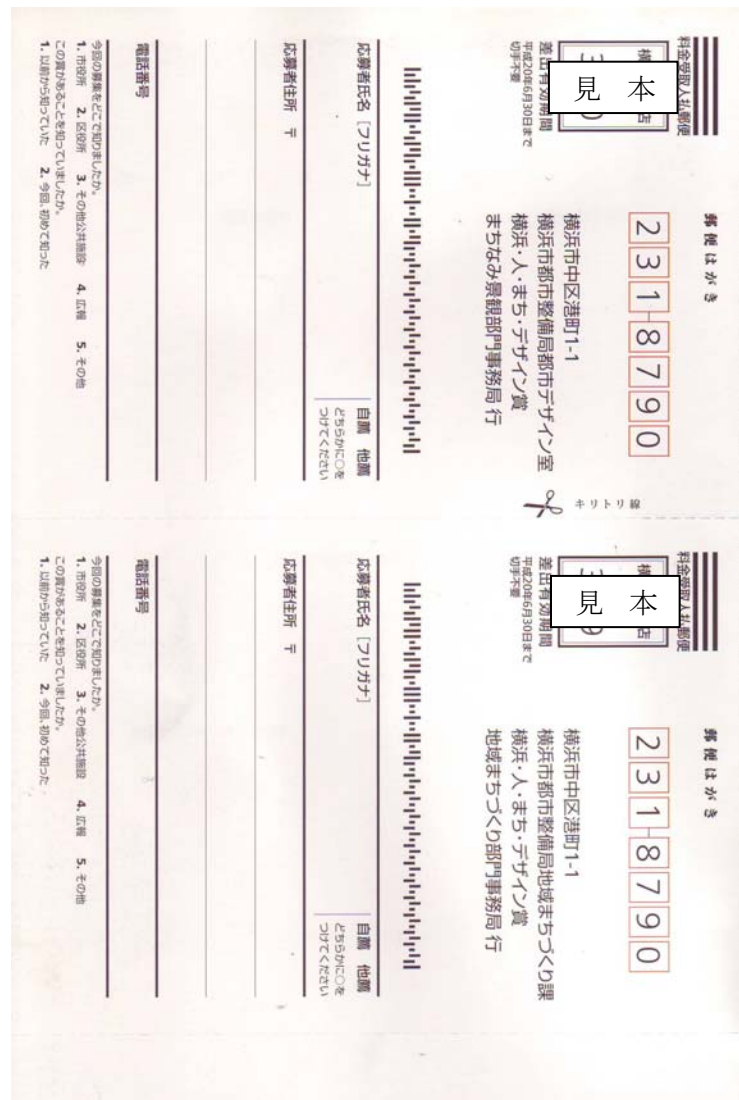 郵便はがき
2318790
料金受取人払郵便
横
店
見 本
差出有効期間
平成20年6月30日まで
切手不要
横浜市中区港町1-1
横浜市都市整備局都市デザイン室
横浜・人・まち・デザイン賞
まちなみ景観部門事務局 行
応募者氏名 [フリガナ]
自薦 他薦
どちらかに○を
つけてください
応募者住所 〒
電話番号
今回の募集をどこで知りましたか。
1. 市役所 2. 区役所 3. その他公共施設 4. 広報 5. その他
この賞があることを知っていましたか。
1. 以前から知っていた 2. 今回、初めて知った
キリトリ線
郵便はがき
2318790
料金受取人払郵便
横
店
見 本
差出有効期間
平成20年6月30日まで
切手不要
横浜市中区港町1-1
横浜市都市整備局地域まちづくり課
横浜・人・まち・デザイン賞
地域まちづくり部門事務局 行
応募者氏名 [フリガナ]
自薦 他薦
どちらかに○を
つけてください
応募者住所 〒
電話番号
今回の募集をどこで知りましたか。
1. 市役所 2. 区役所 3. その他公共施設 4. 広報 5. その他
この賞があることを知っていましたか。
1. 以前から知っていた 2. 今回、初めて知った